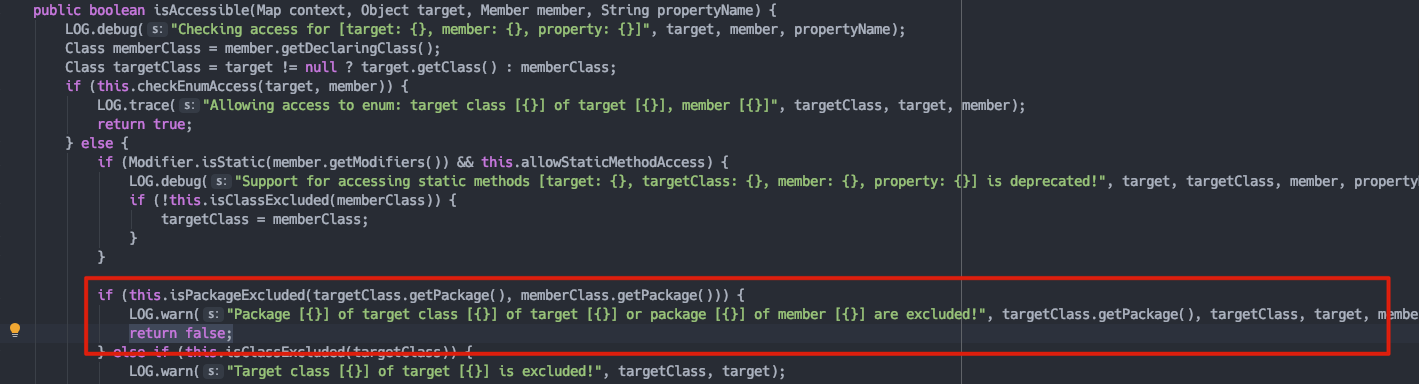 public boolean isAccessible(Map context, Object target, Member member, String propertyName) {
LOG.debug( s: "Checking access for [target: {}, member: {}, property: {}]", target, member, propertyName);
Class memberClass = member.getDeclaringClass();
Class targetClass = target != null ? target.getClass() : memberClass;
if (this.checkEnumAccess(target, member)) {
LOG.trace( s: "Allowing access to enum: target class [{}] of target [{}], member [{}]", targetClass, target, member);
return true;
} else {
if (Modifier.isStatic(member.getModifiers()) && this.allowStaticMethodAccess) {
LOG.debug( s: "Support for accessing static methods [target: {}, targetClass: {}, member: {}, property: {}] is deprecated!", target, targetClass, member, propert
if (!this.isClassExcluded(memberClass)) {
targetClass = memberClass;
}
}
if (this.isPackageExcluded(targetClass.getPackage(), memberClass.getPackage())) {
LOG.warn( s: "Package [{}] of target class [{}] of target [{}] or package [{}] of member [{}] are excluded!", targetClass.getPackage(), targetClass, target, membe
return false;
} else if (this.isClassExcluded(targetClass)) {
LOG.warn( s: "Target class [{}] of target [{}] is excluded!", targetClass, target);